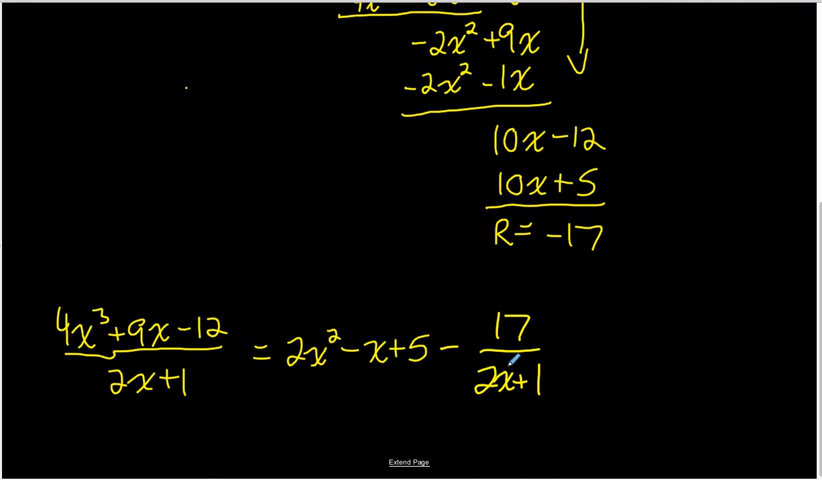 -2x² +9x
-2x² -1x
10x-12
10x+5
R= -17
4x³+9x-12 / 2x+1 = 2x²-x+5 - 17 / 2x+1
Extend Page